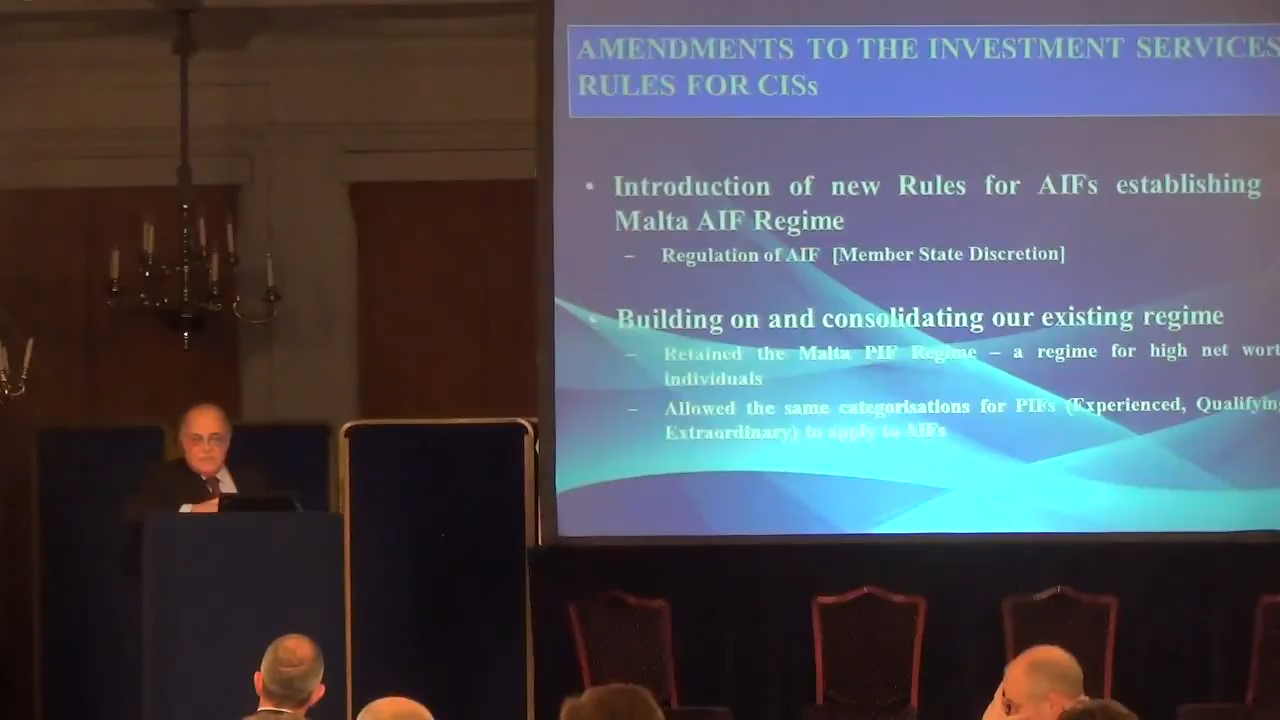 AMENDMENTS TO THE INVESTMENT SERVICES
RULES FOR CISs
• Introduction of new Rules for AIFs establishing
Malta AIF Regime
– Regulation of AIF [Member State Discretion]
• Building on and consolidating our existing regime
– Retained the Malta PIF Regime – a regime for high net wort
individuals
– Allowed the same categorisations for PIFs (Experienced, Qualifying
Extraordinary) to apply to AIFs